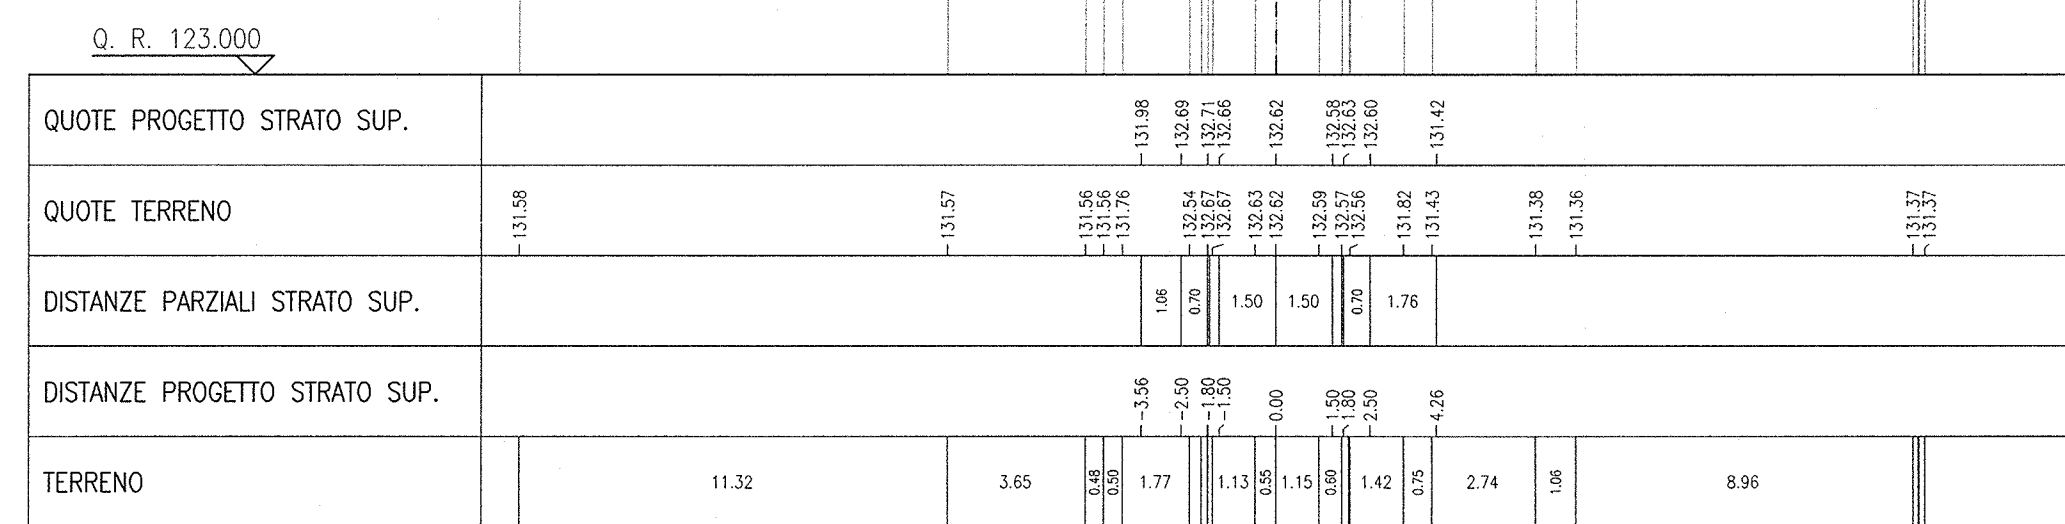 Q. R. 123.000
QUOTE PROGETTO STRATO SUP.
131.98 132.69 132.71 132.66 132.62 132.58 132.63 132.60 131.42
QUOTE TERRENO
131.58 131.57 131.56 131.56 131.76 132.54 132.67 132.67 132.63 132.62 132.59 132.57 132.56 131.82 131.43 131.38 131.36 131.37 131.37
DISTANZE PARZIALI STRATO SUP.
1.06 0.70 1.50 1.50 0.70 1.76
DISTANZE PROGETTO STRATO SUP.
-3.56 -2.50 -1.80 -1.50 0.00 1.50 1.80 2.50 4.26
TERRENO
11.32 3.65 0.48 0.50 1.77 1.13 0.55 1.15 0.60 1.42 0.75 2.74 1.06 8.96